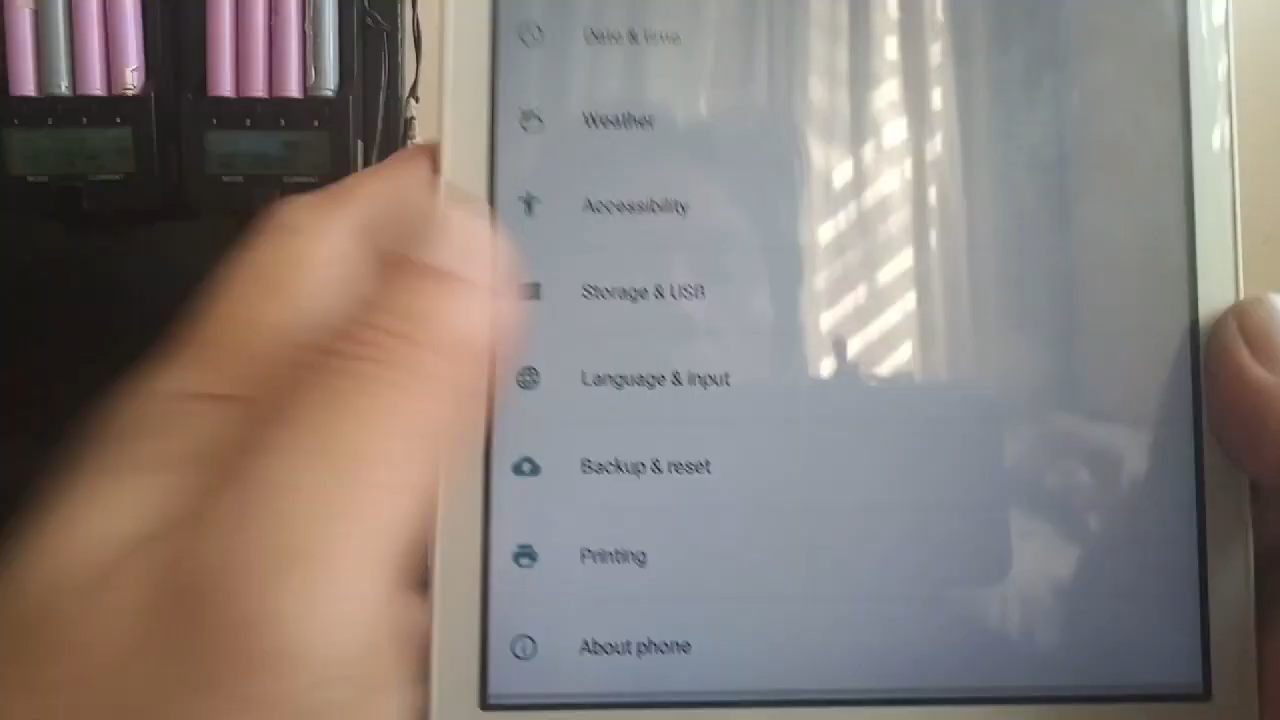 Date & time
Weather
Accessibility
Storage & USB
Language & input
Backup & reset
Printing
About phone